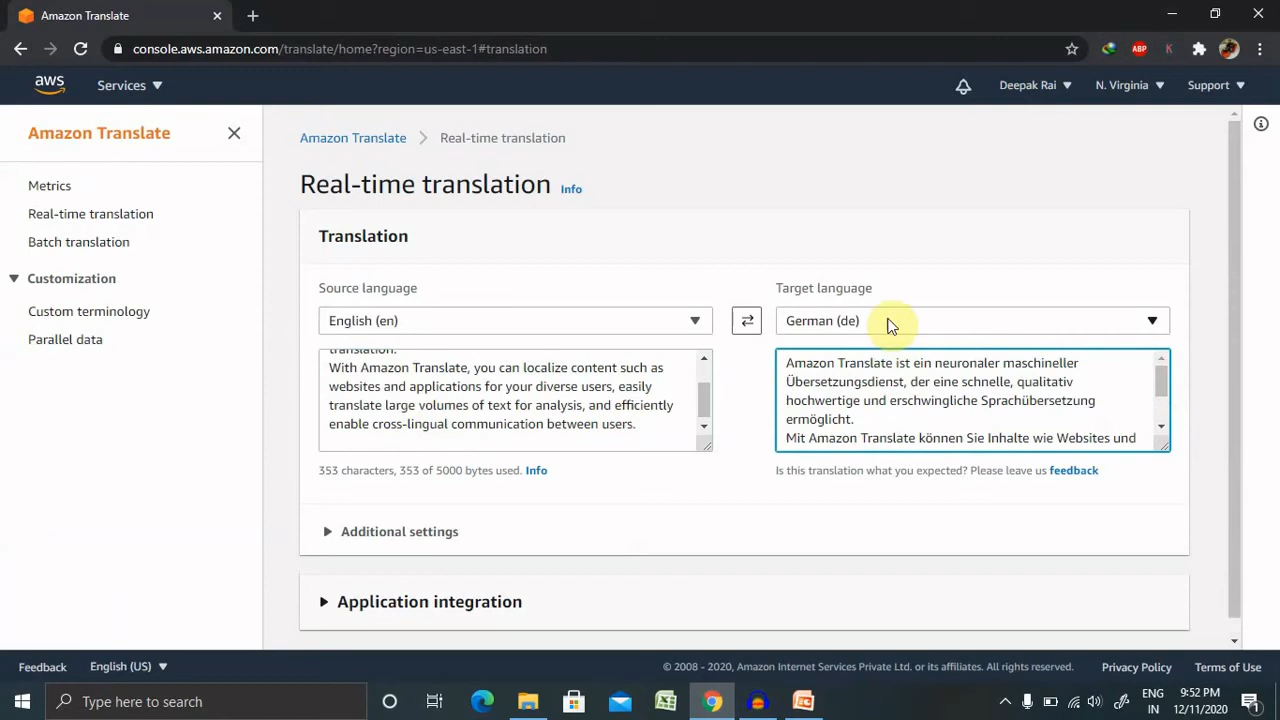 Amazon Translate
console.aws.amazon.com/translate/home?region=us-east-1#translation
ABP
K
aws
Services
Deepak Rai
N. Virginia
Support
Amazon Translate
Metrics
Real-time translation
Batch translation
Customization
Custom terminology
Parallel data
Amazon Translate
Real-time translation
Real-time translation Info
Translation
Source language
English (en)
translation.
With Amazon Translate, you can localize content such as
websites and applications for your diverse users, easily
translate large volumes of text for analysis, and efficiently
enable cross-lingual communication between users.
353 characters, 353 of 5000 bytes used. Info
Target language
German (de)
Amazon Translate ist ein neuronaler maschineller
Übersetzungsdienst, der eine schnelle, qualitativ
hochwertige und erschwingliche Sprachübersetzung
ermöglicht.
Mit Amazon Translate können Sie Inhalte wie Websites und
Is this translation what you expected? Please leave us feedback
Additional settings
Application integration
Feedback
English (US)
© 2008 - 2020, Amazon Internet Services Private Ltd. or its affiliates. All rights reserved.
Privacy Policy
Terms of Use
Type here to search
ENG
IN
9:52 PM
12/11/2020
1